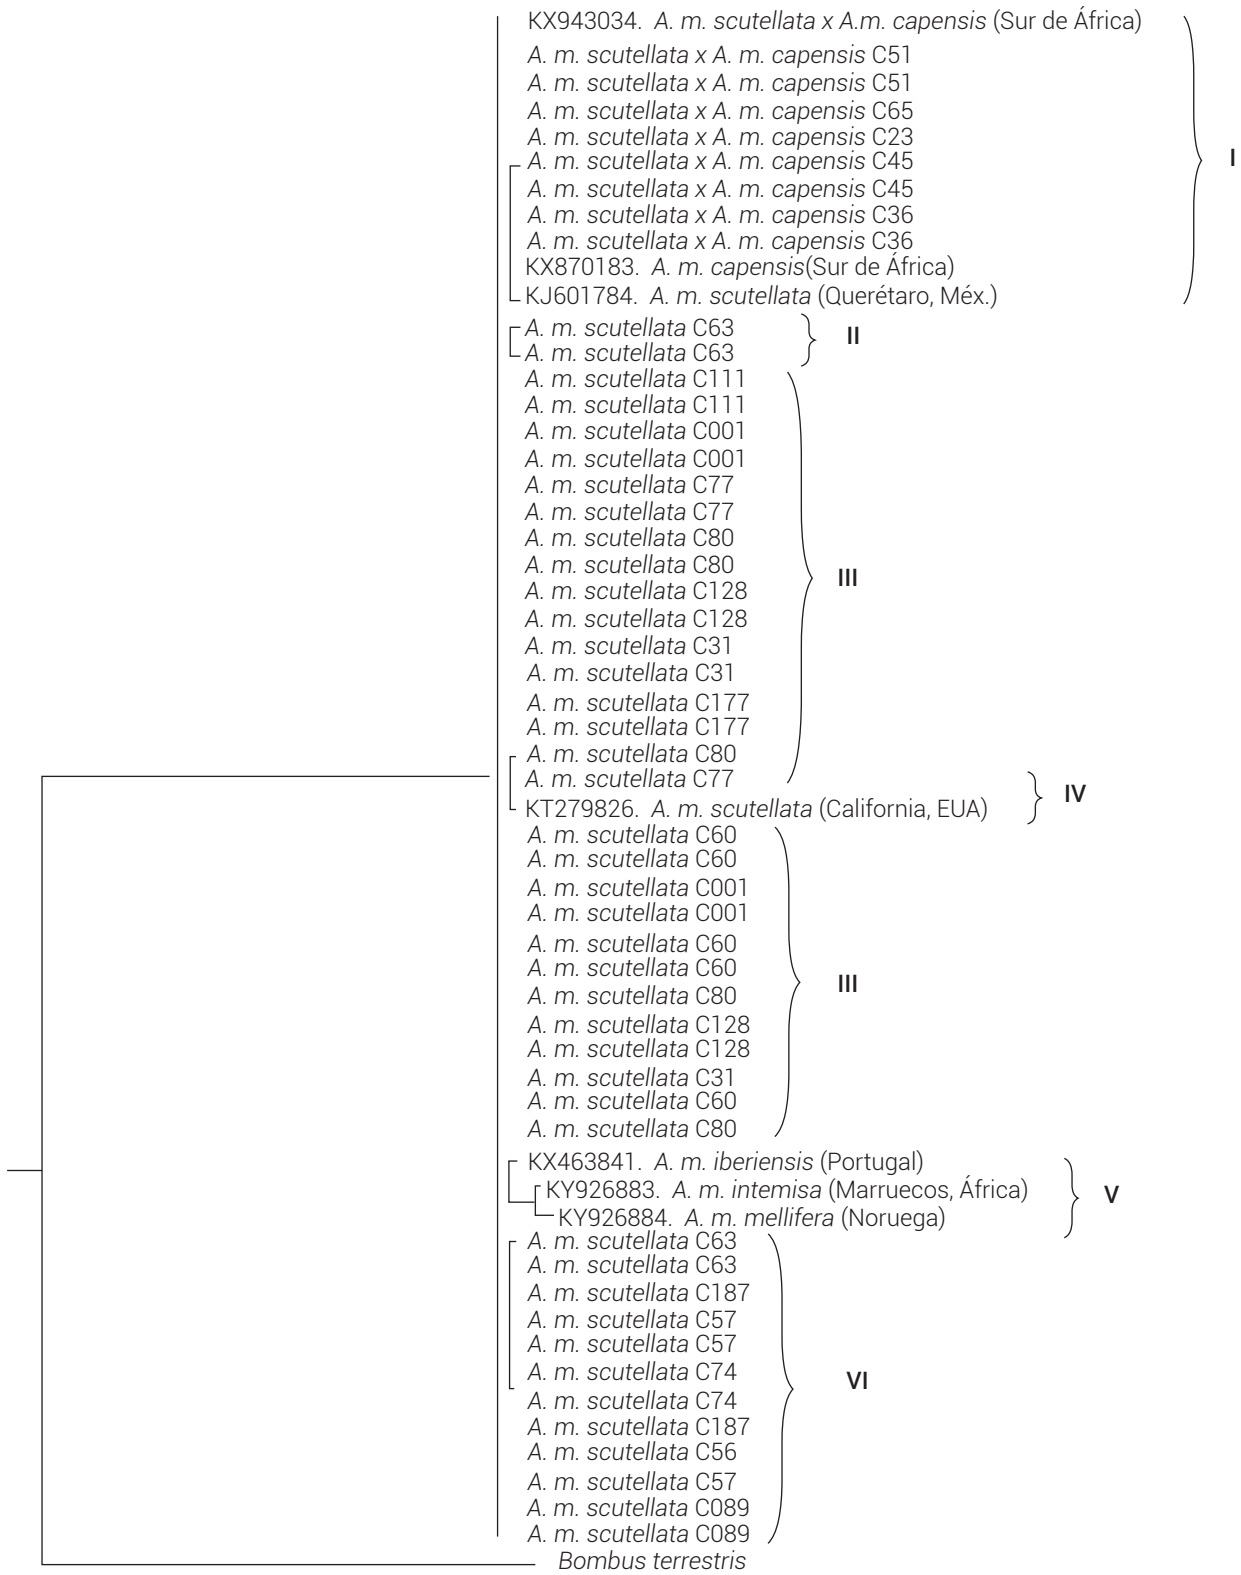 KX943034. A. m. scutellata x A.m. capensis (Sur de África)
A. m. scutellata x A. m. capensis C51
A. m. scutellata x A. m. capensis C51
A. m. scutellata x A. m. capensis C65
A. m. scutellata x A. m. capensis C23
A. m. scutellata x A. m. capensis C45
I
A. m. scutellata x A. m. capensis C45
A. m. scutellata x A. m. capensis C36
A. m. scutellata x A. m. capensis C36
KX870183. A. m. capensis(Sur de África)
KJ601784. A. m. scutellata (Querétaro, Méx.)
A. m. scutellata C63
II
A. m. scutellata C63
A. m. scutellata C111
A. m. scutellata C111
A. m. scutellata C001
A. m. scutellata C001
A. m. scutellata C77
A. m. scutellata C77
A. m. scutellata C80
A. m. scutellata C80
III
A. m. scutellata C128
A. m. scutellata C128
A. m. scutellata C31
A. m. scutellata C31
A. m. scutellata C177
A. m. scutellata C177
A. m. scutellata C80
A. m. scutellata C77
IV
KT279826. A. m. scutellata (California, EUA)
A. m. scutellata C60
A. m. scutellata C60
A. m. scutellata C001
A. m. scutellata C001
A. m. scutellata C60
A. m. scutellata C60
III
A. m. scutellata C80
A. m. scutellata C128
A. m. scutellata C128
A. m. scutellata C31
A. m. scutellata C60
A. m. scutellata C80
KX463841. A. m. iberiensis (Portugal)
KY926883. A. m. intemisa (Marruecos, África)
V
KY926884. A. m. mellifera (Noruega)
A. m. scutellata C63
A. m. scutellata C63
A. m. scutellata C187
A. m. scutellata C57
A. m. scutellata C57
A. m. scutellata C74
VI
A. m. scutellata C74
A. m. scutellata C187
A. m. scutellata C56
A. m. scutellata C57
A. m. scutellata C089
A. m. scutellata C089
Bombus terrestris